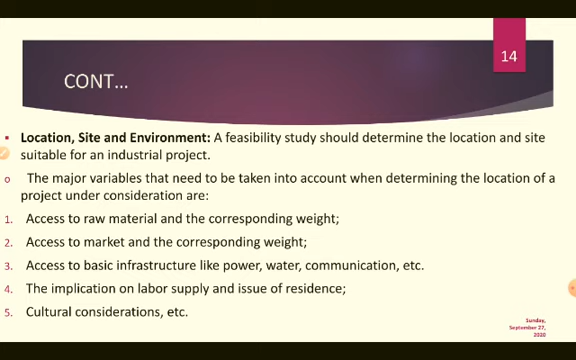 14
CONT...
▪ Location, Site and Environment: A feasibility study should determine the location and site
suitable for an industrial project.
o The major variables that need to be taken into account when determining the location of a
project under consideration are:
1. Access to raw material and the corresponding weight;
2. Access to market and the corresponding weight;
3. Access to basic infrastructure like power, water, communication, etc.
4. The implication on labor supply and issue of residence;
5. Cultural considerations, etc.
Sunday,
September 27,
2020